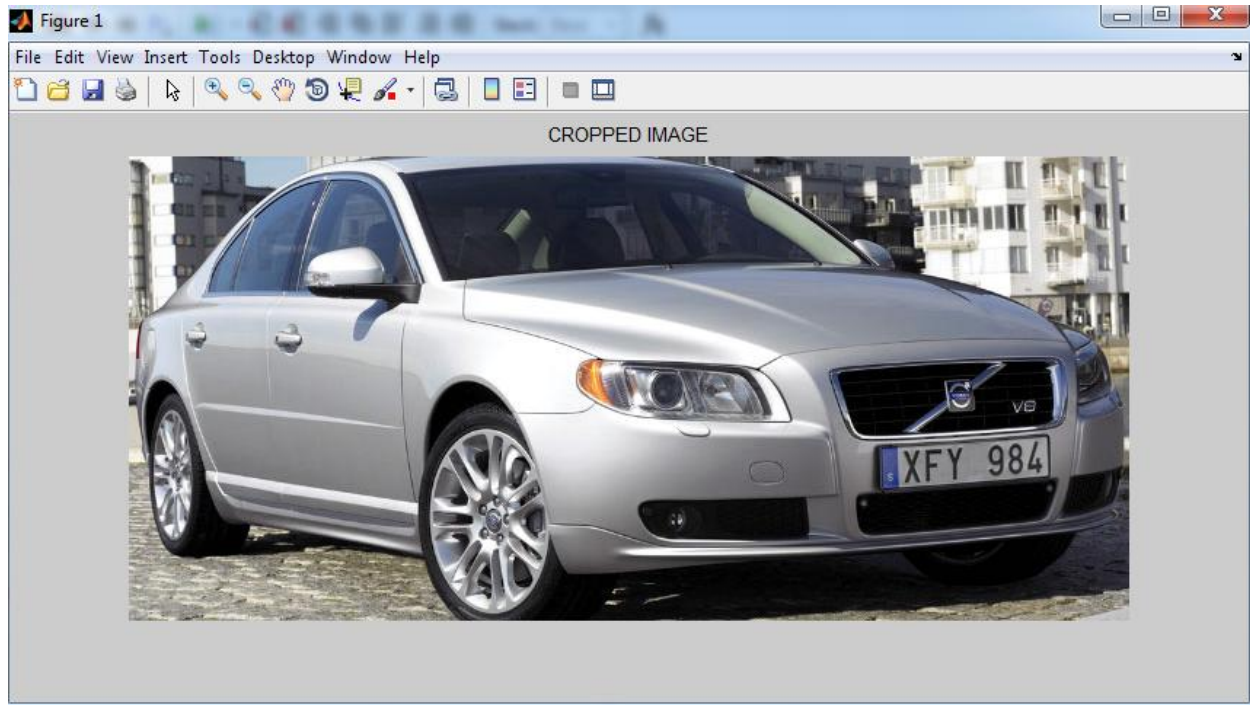 Figure 1
File Edit View Insert Tools Desktop Window Help
CROPPED IMAGE
V8
S XFY 984